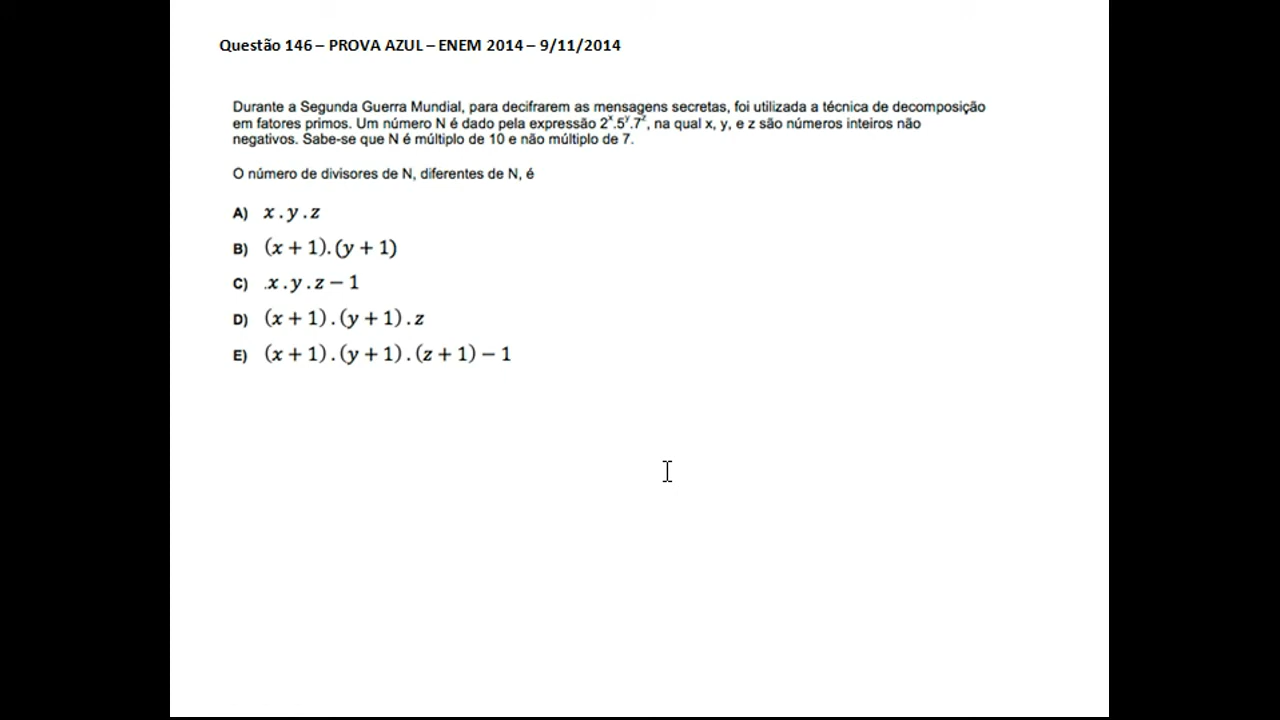 Questão 146 – PROVA AZUL – ENEM 2014 – 9/11/2014
Durante a Segunda Guerra Mundial, para decifrarem as mensagens secretas, foi utilizada a técnica de decomposição
em fatores primos. Um número N é dado pela expressão 2ˣ.5ʸ.7ᶻ, na qual x, y, e z são números inteiros não
negativos. Sabe-se que N é múltiplo de 10 e não múltiplo de 7.
O número de divisores de N, diferentes de N, é
A) x . y . z
B) (x + 1). (y + 1)
C) .x . y . z − 1
D) (x + 1) . (y + 1) . z
E) (x + 1) . (y + 1) . (z + 1) − 1